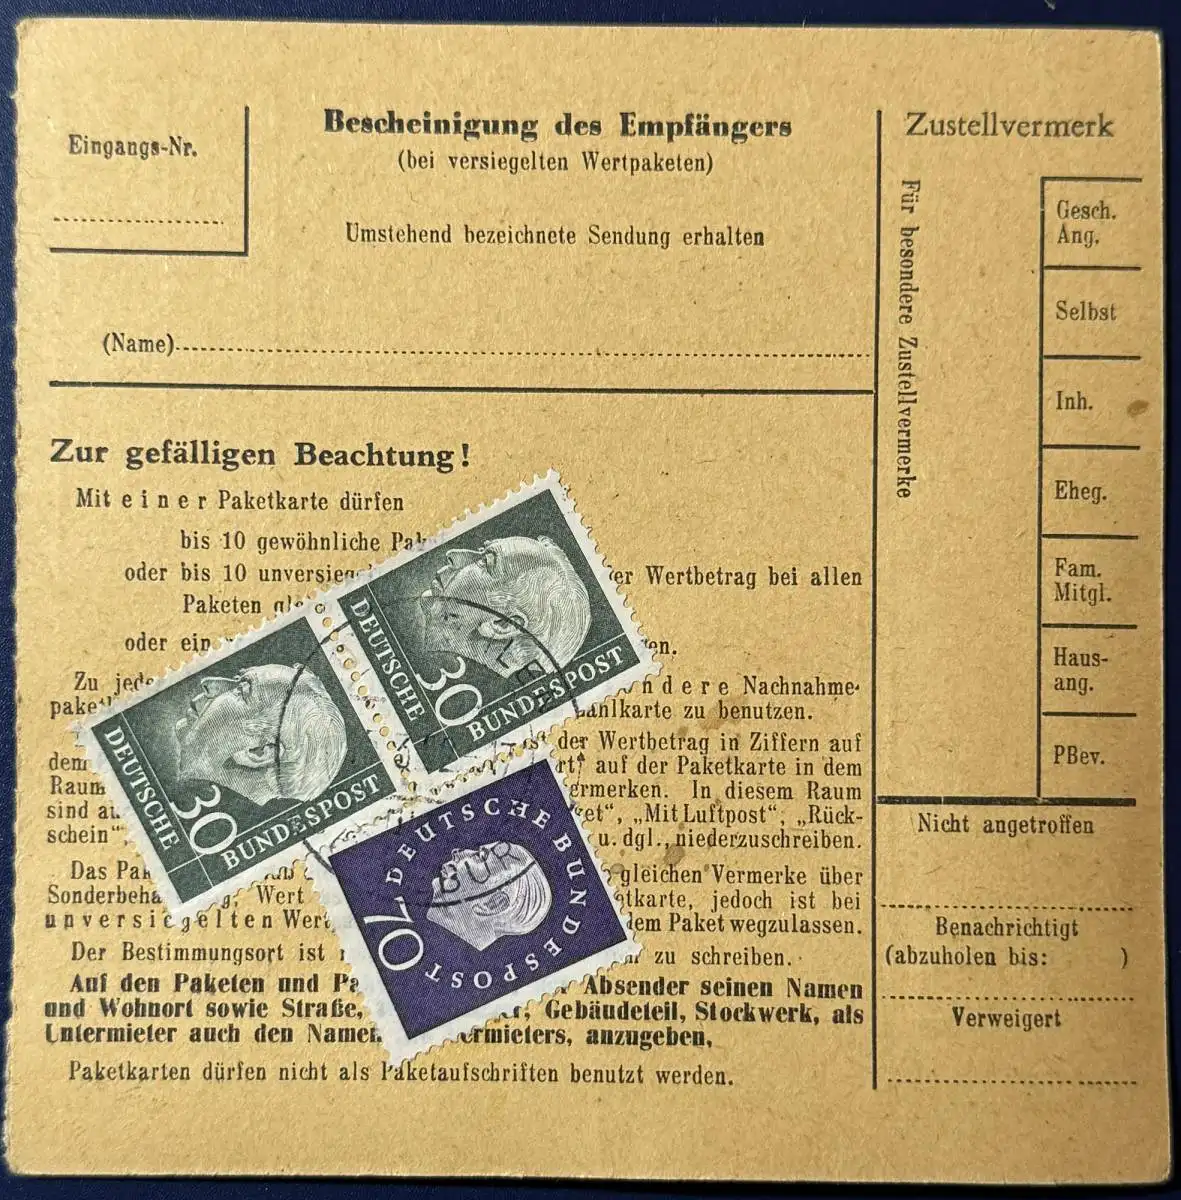 Eingangs-Nr.
Bescheinigung des Empfängers
(bei versiegelten Wertpaketen)
Umstehend bezeichnete Sendung erhalten
(Name)
Zur gefälligen Beachtung!
Mit einer Paketkarte dürfen
bis 10 gewöhnliche
oder bis 10 Wertbetrag bei allen
Paketen
oder
Zu Nachnahme-
zu benutzen.
der Wertbetrag in Ziffern auf
dem auf der Paketkarte in dem
Raum In diesem Raum
sind „Mit Luftpost", „Rück-
schein", u. dgl., niederzuschreiben.
Das gleichen Vermerke über
Wert jedoch ist bei
unversiegelten dem Paket wegzulassen.
Der Bestimmungsort ist zu schreiben.
Auf den Paketen und Absender seinen Namen
und Wohnort sowie Straße, Gebäudeteil, Stockwerk, als
Untermieter auch den anzugeben,
Paketkarten dürfen nicht als Paketaufschriften benutzt werden.
DEUTSCHE
30
BUNDESPOST
DEUTSCHE
30
BUNDESPOST
DEUTSCHE BUNDESPOST
70
Zustellvermerk
Für besondere Zustellvermerke
Gesch.
Ang.
Selbst
Inh.
Eheg.
Fam.
Mitgl.
Haus-
ang.
PBev.
Nicht angetroffen
Benachrichtigt
(abzuholen bis: )
Verweigert